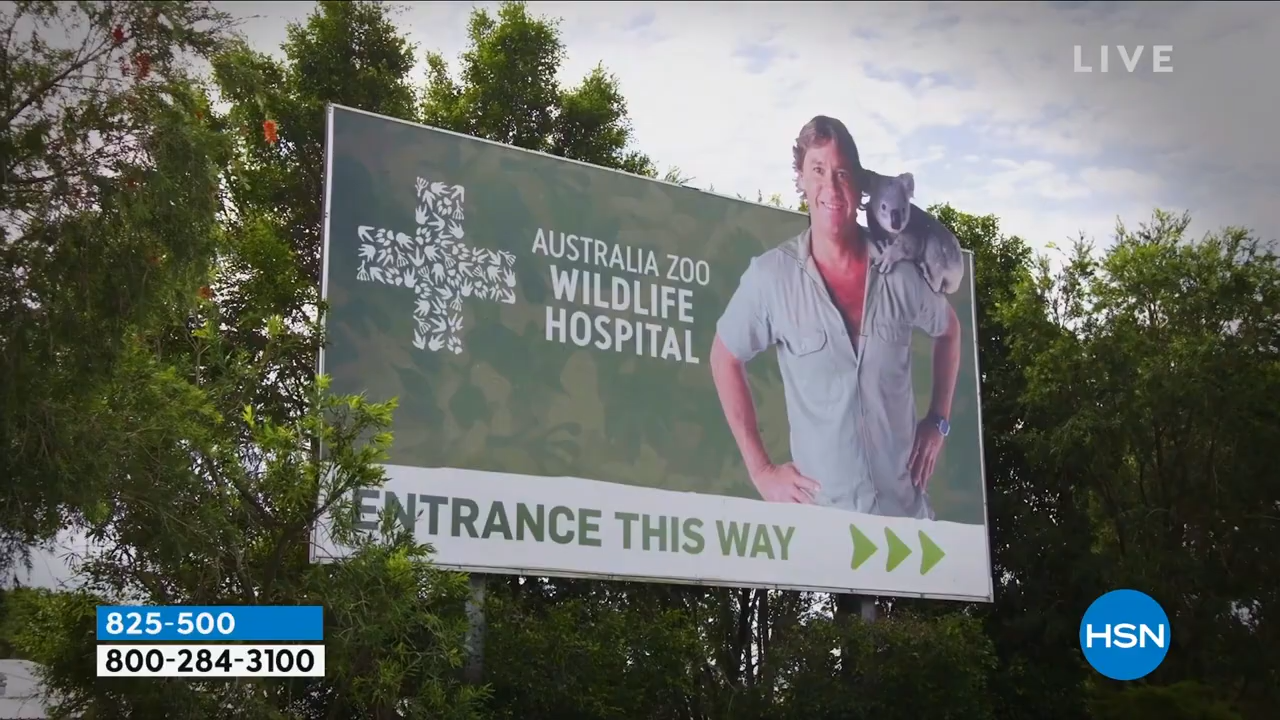 LIVE
AUSTRALIA ZOO
WILDLIFE
HOSPITAL
ENTRANCE THIS WAY
825-500
800-284-3100
HSN